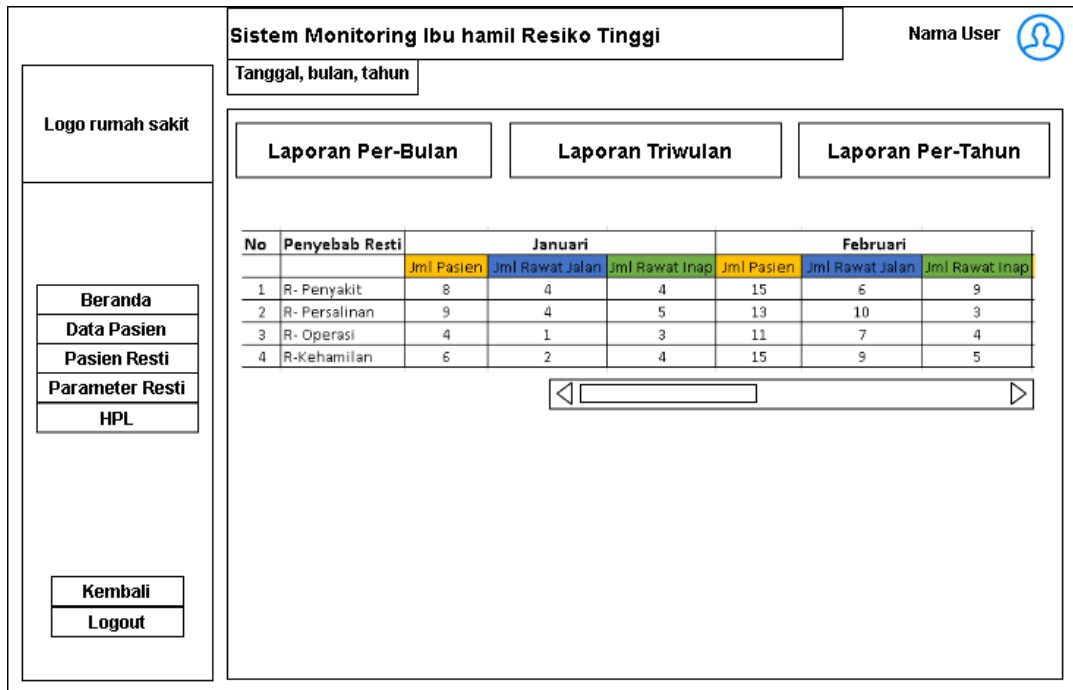 Sistem Monitoring Ibu hamil Resiko Tinggi
Nama User
Tanggal, bulan, tahun
Logo rumah sakit
Beranda
Data Pasien
Pasien Resti
Parameter Resti
HPL
Kembali
Logout
Laporan Per-Bulan Laporan Triwulan Laporan Per-Tahun
No Penyebab Resti Januari Februari
Jml Pasien Jml Rawat Jalan Jml Rawat Inap Jml Pasien Jml Rawat Jalan Jml Rawat Inap
1 R- Penyakit 8 4 4 15 6 9
2 R- Persalinan 9 4 5 13 10 3
3 R- Operasi 4 1 3 11 7 4
4 R-Kehamilan 6 2 4 15 9 5